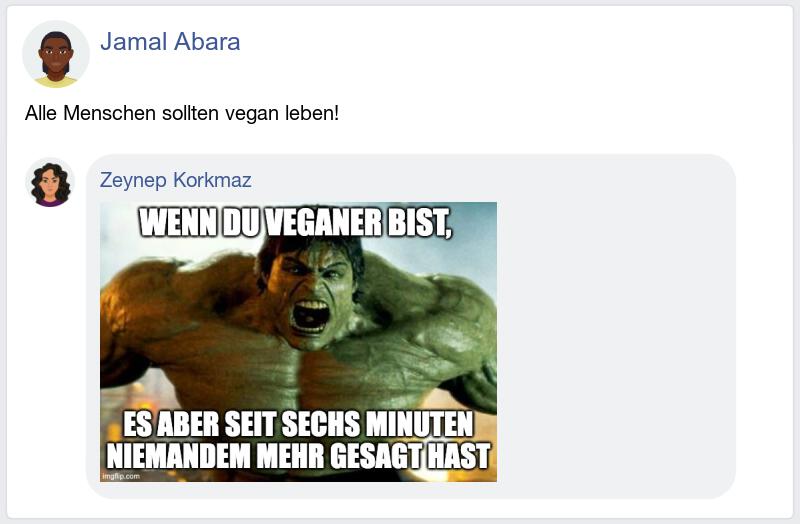 Jamal Abara
Alle Menschen sollten vegan leben!
Zeynep Korkmaz
WENN DU VEGANER BIST,
ES ABER SEIT SECHS MINUTEN
NIEMANDEM MEHR GESAGT HAST
imgflip.com